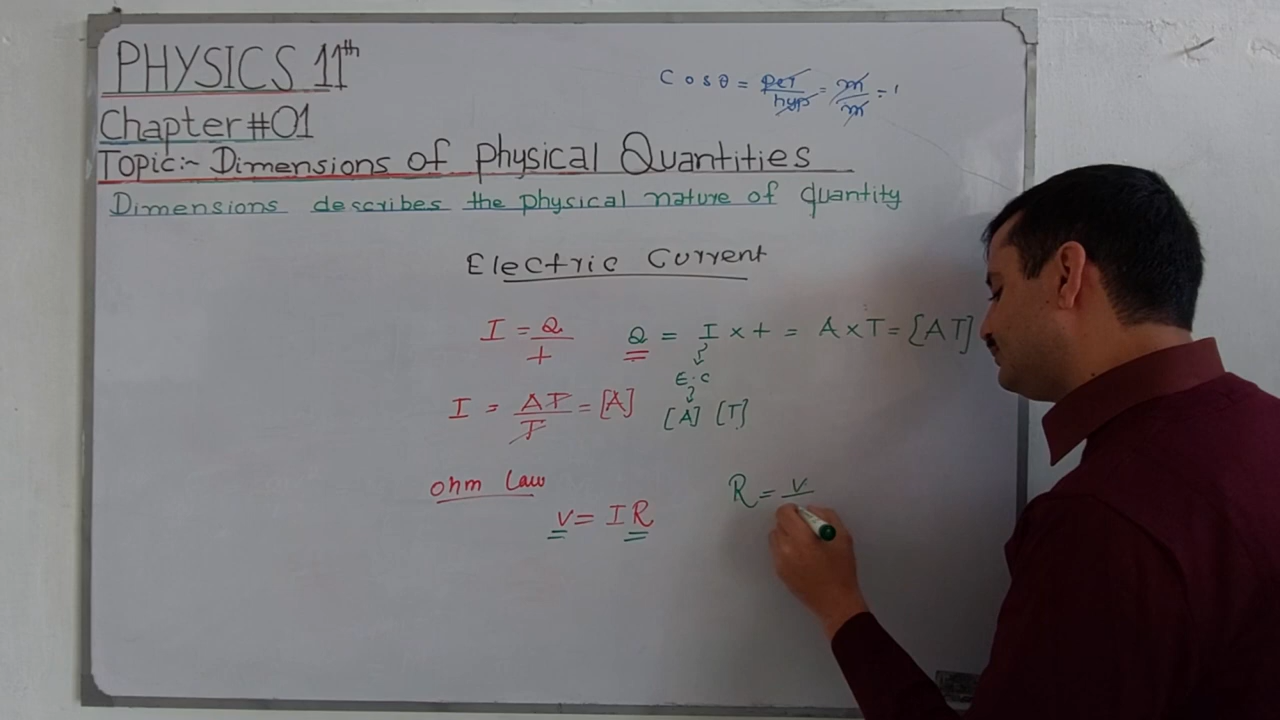 PHYSICS 11th
Cosθ = per/hyp = m/m = 1
Chapter#01
Topic:~ Dimensions of Physical Quantities
Dimensions describes the physical nature of quantity
Electric Current
I = Q/t
Q = I x t = A x T = [AT]
E.C
I = AT/T = [A]
[A] [T]
ohm Law
V = IR
R = V